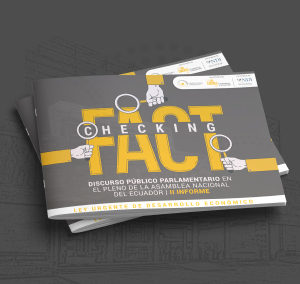 FACT
CHECKING
DISCURSO PÚBLICO PARLAMENTARIO EN
EL PLENO DE LA ASAMBLEA NACIONAL
DEL ECUADOR | II INFORME
LEY URGENTE DE DESARROLLO ECONÓMICO